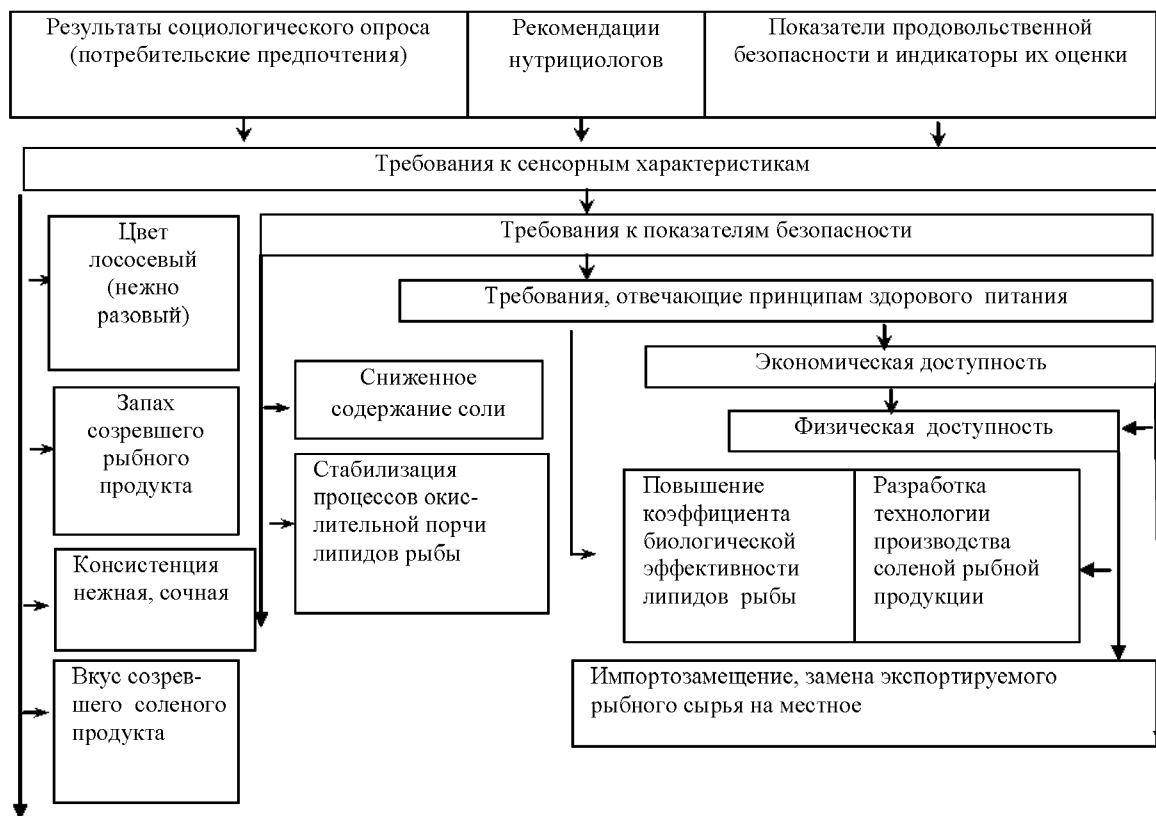 Результаты социологического опроса
(потребительские предпочтения)
Рекомендации
нутрициологов
Показатели продовольственной
безопасности и индикаторы их оценки
Требования к сенсорным характеристикам
Цвет
лососевый
(нежно
разовый)
Требования к показателям безопасности
Требования, отвечающие принципам здорового питания
Экономическая доступность
Физическая доступность
Сниженное
содержание соли
Запах
созревшего
рыбного
продукта
Стабилизация
процессов окис-
лительной порчи
липидов рыбы
Повышение
коэффициента
биологической
эффективности
липидов рыбы
Разработка
технологии
производства
соленой рыбной
продукции
Консистенция
нежная, сочная
Вкус созрев-
шего соленого
продукта
Импортозамещение, замена экспортируемого
рыбного сырья на местное